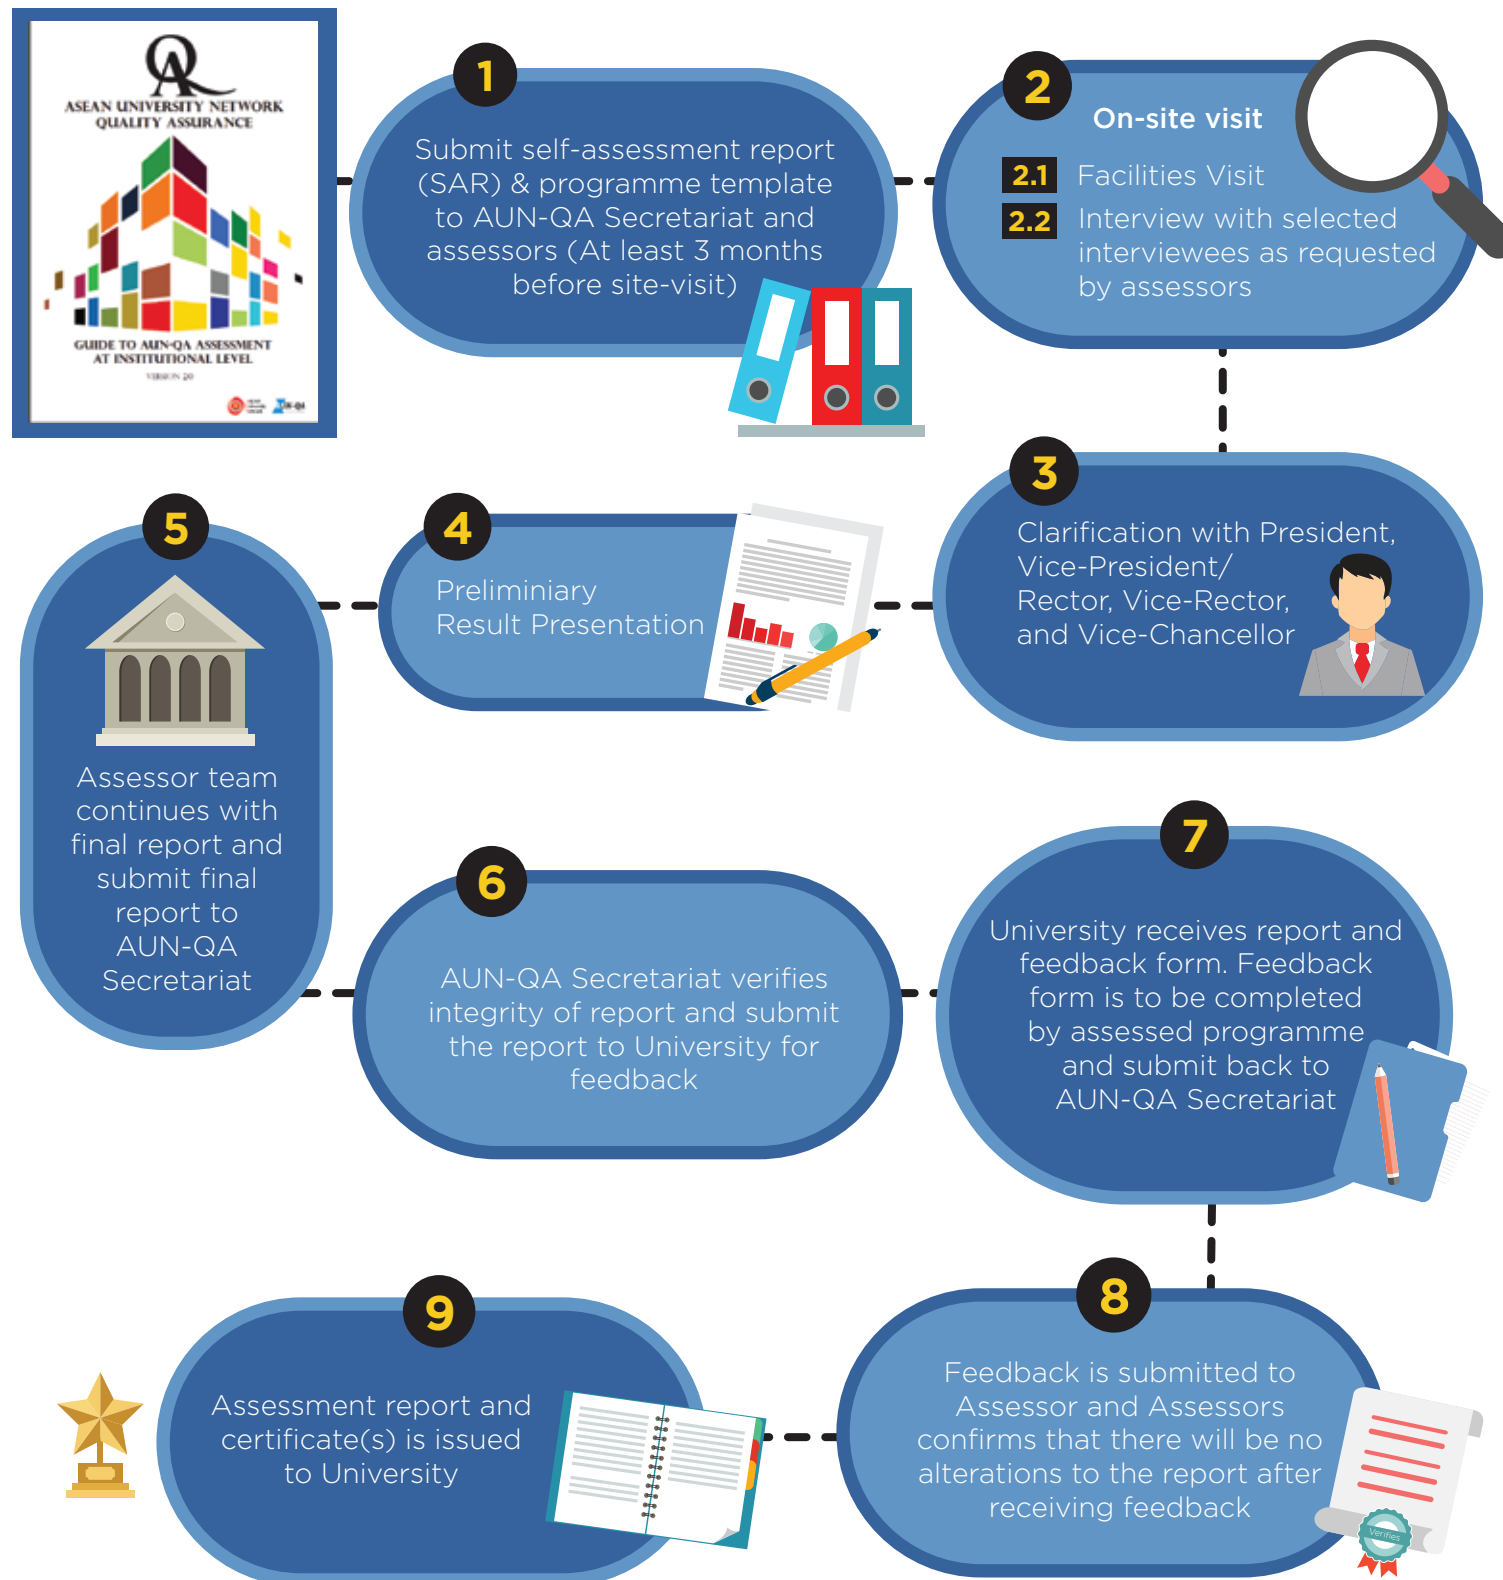 ASEAN UNIVERSITY NETWORK
QUALITY ASSURANCE
GUIDE TO AUN-QA ASSESSMENT
AT INSTITUTIONAL LEVEL
VERSION 2.0
1
Submit self-assessment report
(SAR) & programme template
to AUN-QA Secretariat and
assessors (At least 3 months
before site-visit)
2
On-site visit
2.1 Facilities Visit
2.2 Interview with selected
interviewees as requested
by assessors
3
Clarification with President,
Vice-President/
Rector, Vice-Rector,
and Vice-Chancellor
4
Preliminiary
Result Presentation
5
Assessor team
continues with
final report and
submit final
report to
AUN-QA
Secretariat
6
AUN-QA Secretariat verifies
integrity of report and submit
the report to University for
feedback
7
University receives report and
feedback form. Feedback
form is to be completed
by assessed programme
and submit back to
AUN-QA Secretariat
8
Feedback is submitted to
Assessor and Assessors
confirms that there will be no
alterations to the report after
receiving feedback
Verifies
9
Assessment report and
certificate(s) is issued
to University